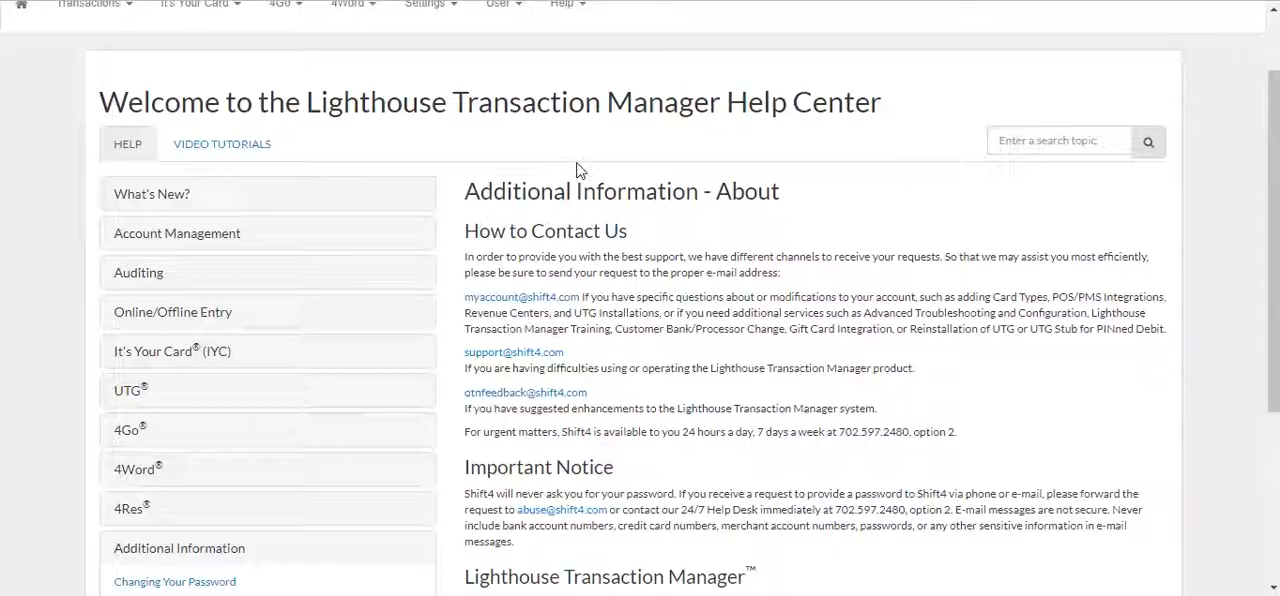 Transactions It's Your Card 4Go 4Word Settings User Help
Welcome to the Lighthouse Transaction Manager Help Center
HELP VIDEO TUTORIALS Enter a search topic
What's New?
Account Management
Auditing
Online/Offline Entry
It's Your Card® (IYC)
UTG®
4Go®
4Word®
4Res®
Additional Information
Changing Your Password
Additional Information - About
How to Contact Us
In order to provide you with the best support, we have different channels to receive your requests. So that we may assist you most efficiently,
please be sure to send your request to the proper e-mail address:
myaccount@shift4.com If you have specific questions about or modifications to your account, such as adding Card Types, POS/PMS Integrations,
Revenue Centers, and UTG Installations, or if you need additional services such as Advanced Troubleshooting and Configuration, Lighthouse
Transaction Manager Training, Customer Bank/Processor Change, Gift Card Integration, or Reinstallation of UTG or UTG Stub for PINned Debit.
support@shift4.com
If you are having difficulties using or operating the Lighthouse Transaction Manager product.
otnfeedback@shift4.com
If you have suggested enhancements to the Lighthouse Transaction Manager system.
For urgent matters, Shift4 is available to you 24 hours a day, 7 days a week at 702.597.2480, option 2.
Important Notice
Shift4 will never ask you for your password. If you receive a request to provide a password to Shift4 via phone or e-mail, please forward the
request to abuse@shift4.com or contact our 24/7 Help Desk immediately at 702.597.2480, option 2. E-mail messages are not secure. Never
include bank account numbers, credit card numbers, merchant account numbers, passwords, or any other sensitive information in e-mail
messages.
Lighthouse Transaction Manager™